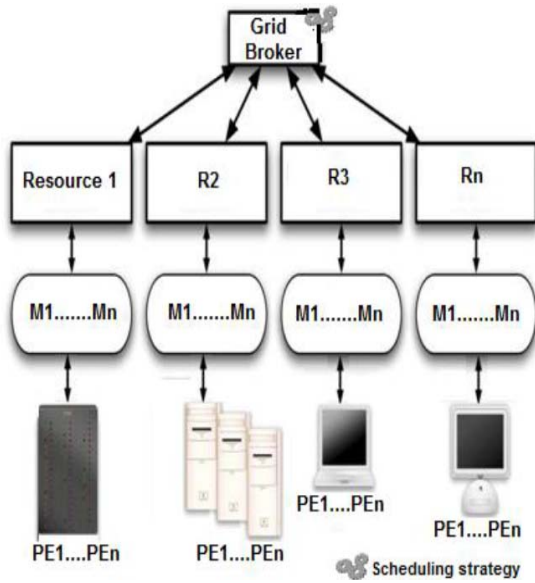 Grid
Broker
Resource 1
R2
R3
Rn
M1.......Mn
M1.......Mn
M1.......Mn
M1.......Mn
PE1....PEn
PE1....PEn
PE1....PEn
PE1....PEn
Scheduling strategy